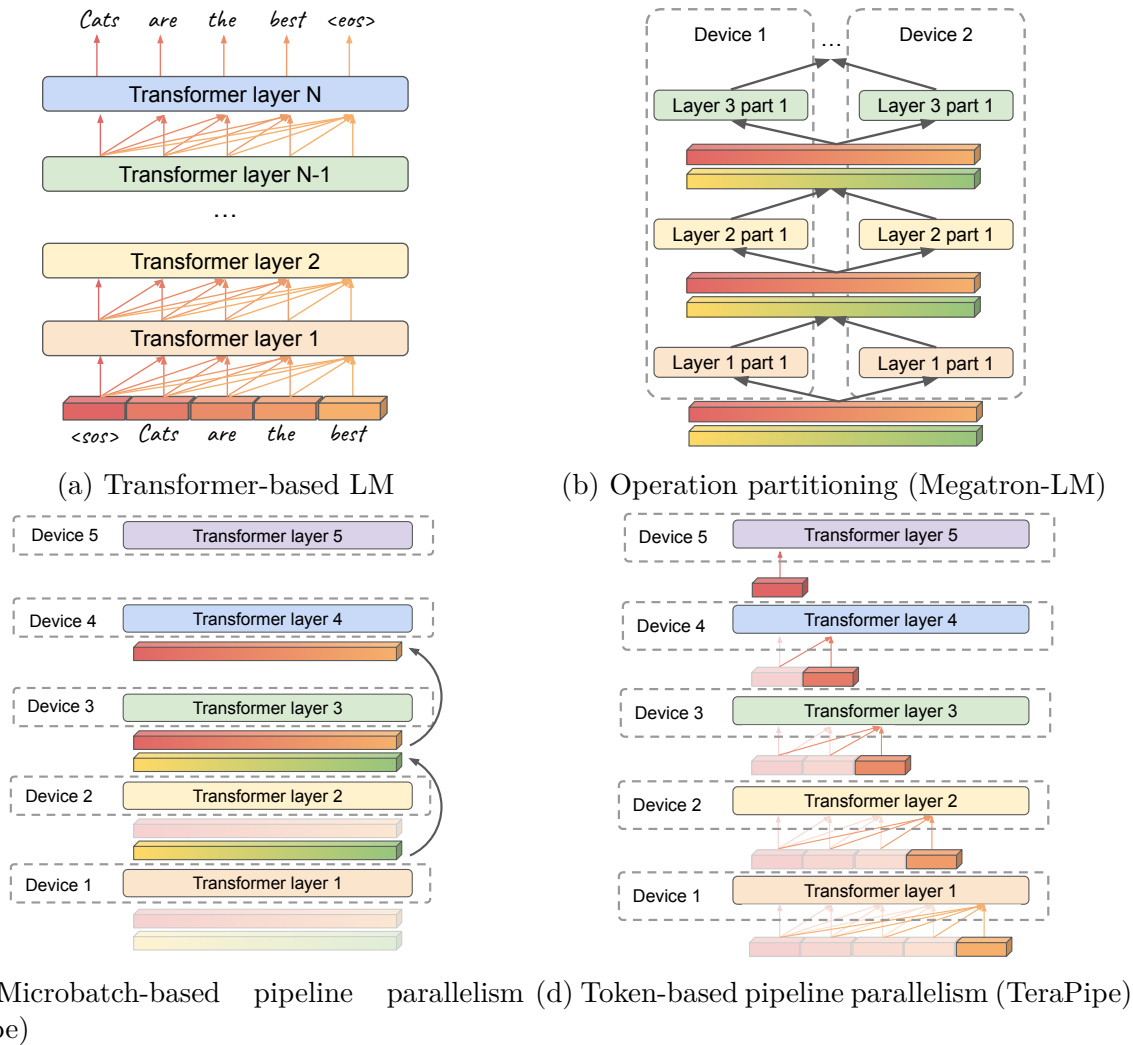 Cats are the best <eos>
Transformer layer N
Transformer layer N-1
...
Transformer layer 2
Transformer layer 1
<sos> Cats are the best
(a) Transformer-based LM
Device 1 ... Device 2
Layer 3 part 1 Layer 3 part 1
Layer 2 part 1 Layer 2 part 1
Layer 1 part 1 Layer 1 part 1
(b) Operation partitioning (Megatron-LM)
Device 5 Transformer layer 5
Device 4 Transformer layer 4
Device 3 Transformer layer 3
Device 2 Transformer layer 2
Device 1 Transformer layer 1
Microbatch-based pipeline parallelism
pe)
Device 5 Transformer layer 5
Device 4 Transformer layer 4
Device 3 Transformer layer 3
Device 2 Transformer layer 2
Device 1 Transformer layer 1
(d) Token-based pipeline parallelism (TeraPipe)